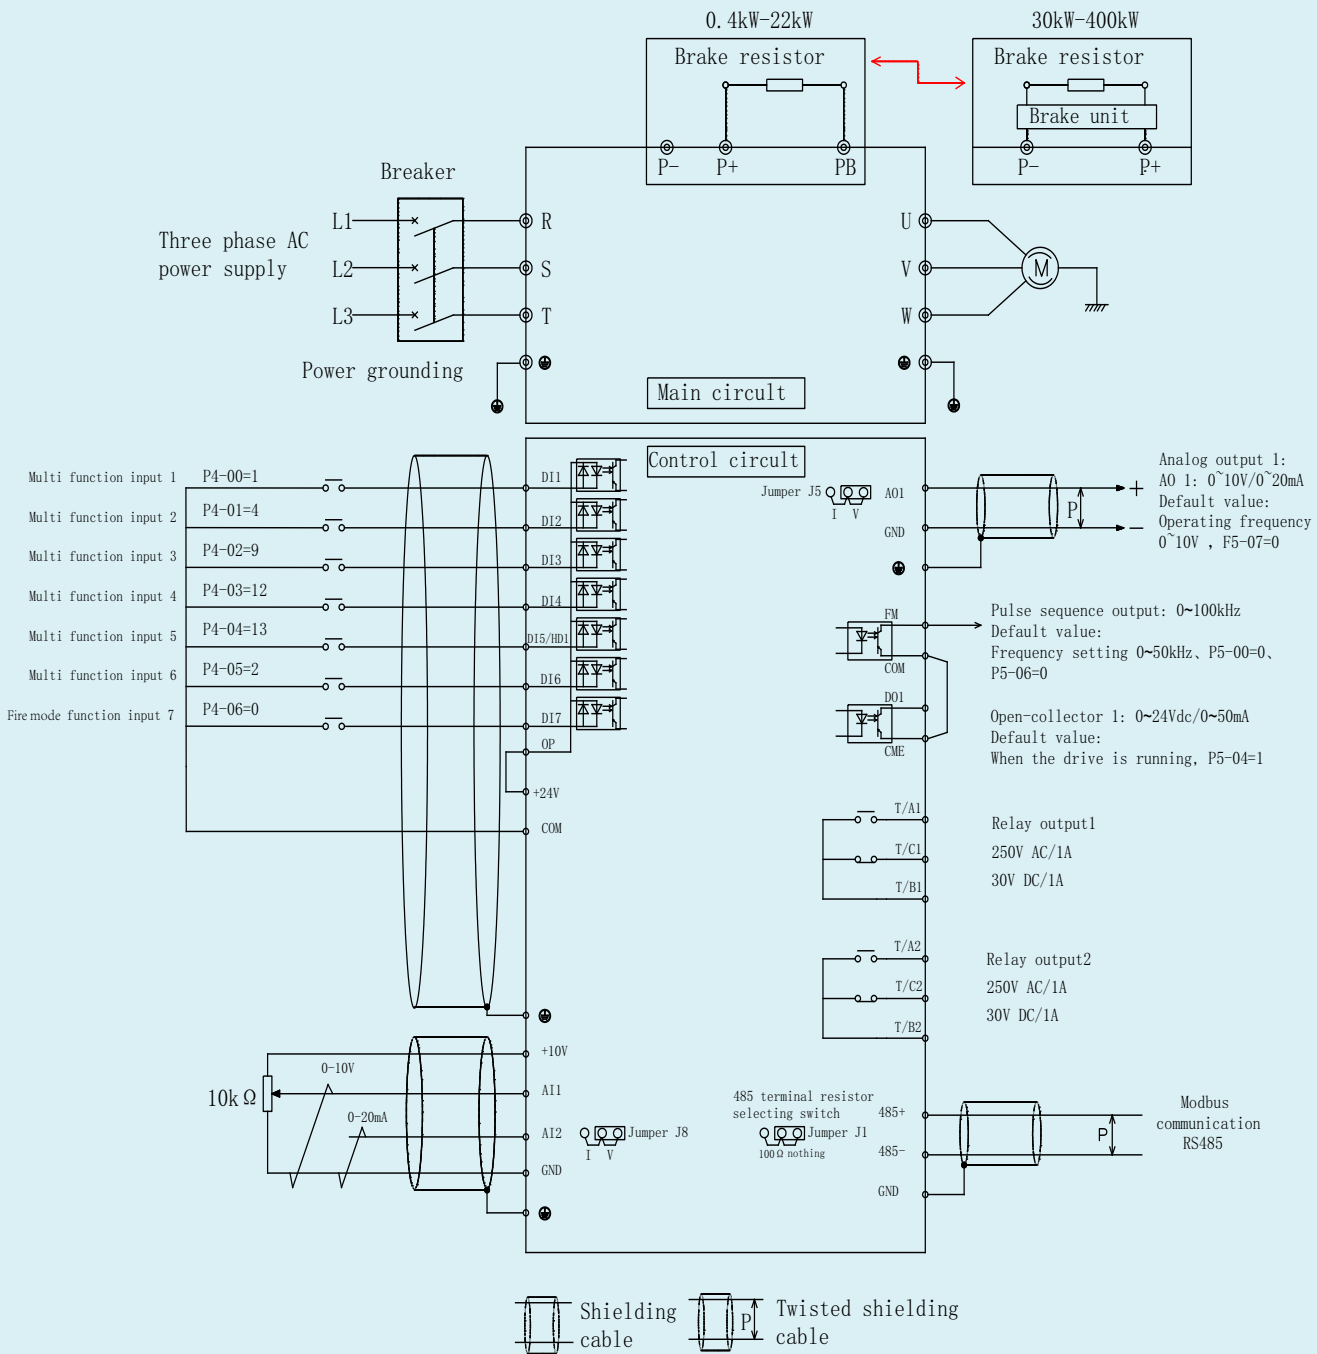 0.4kW-22kW
30kW-400kW
Brake resistor
Brake resistor
Brake unit
P-
P+
PB
P-
P+
Breaker
Three phase AC
power supply
L1
L2
L3
R
S
T
U
V
W
M
Power grounding
Main circuit
Control circuit
Multi function input 1
P4-00=1
DI1
Multi function input 2
P4-01=4
DI2
Multi function input 3
P4-02=9
DI3
Multi function input 4
P4-03=12
DI4
Multi function input 5
P4-04=13
DI5/HD1
Multi function input 6
P4-05=2
DI6
Fire mode function input 7
P4-06=0
DI7
OP
+24V
COM
Jumper J5
I V
AO1
GND
P
+
−
Analog output 1:
AO 1: 0~10V/0~20mA
Default value:
Operating frequency
0~10V , F5-07=0
FM
COM
Pulse sequence output: 0~100kHz
Default value:
Frequency setting 0~50kHz、P5-00=0、
P5-06=0
DO1
CME
Open-collector 1: 0~24Vdc/0~50mA
Default value:
When the drive is running, P5-04=1
T/A1
T/C1
T/B1
Relay output1
250V AC/1A
30V DC/1A
T/A2
T/C2
T/B2
Relay output2
250V AC/1A
30V DC/1A
+10V
0-10V
10kΩ
AI1
0-20mA
AI2
GND
Jumper J8
I V
485 terminal resistor
selecting switch
Jumper J1
100Ω nothing
485+
485-
GND
P
Modbus
communication
RS485
Shielding
cable
P
Twisted shielding
cable